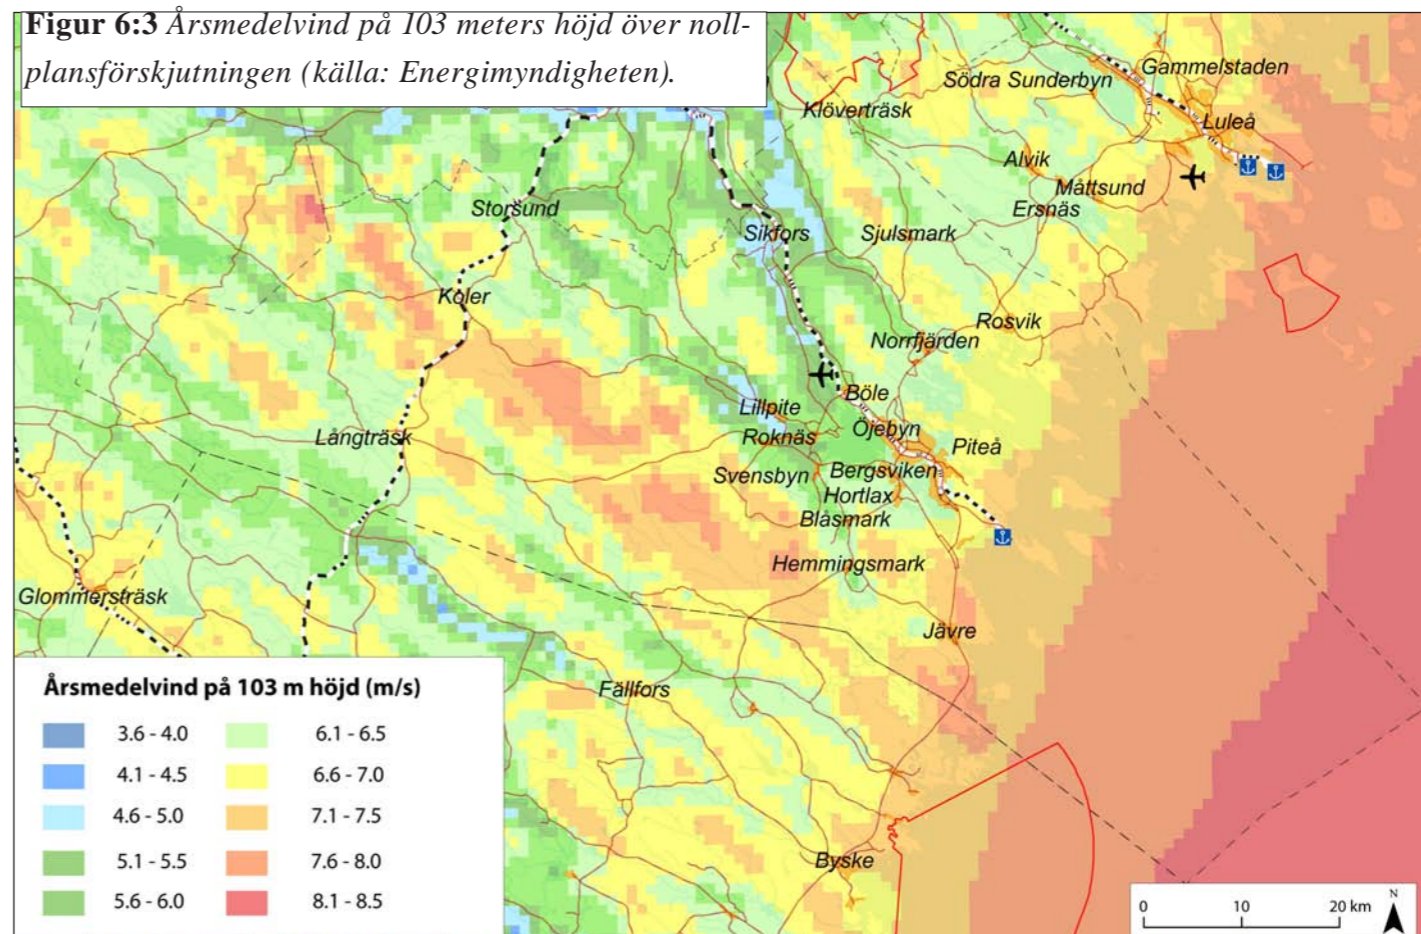 Figur 6:3 Årsmedelvind på 103 meters höjd över noll-
plansförskjutningen (källa: Energimyndigheten).
Gammelstaden
Södra Sunderbyn
Klöverträsk
Luleå
Alvik
Måttsund
Ersnäs
Storsund
Sikfors
Sjulsmark
Koler
Rosvik
Norrfjärden
Böle
Lillpite
Öjebyn
Långträsk
Roknäs
Piteå
Bergsviken
Svensbyn
Hortlax
Blåsmark
Hemmingsmark
Glommersträsk
Jävre
Fällfors
Byske
Årsmedelvind på 103 m höjd (m/s)
3.6 - 4.0 6.1 - 6.5
4.1 - 4.5 6.6 - 7.0
4.6 - 5.0 7.1 - 7.5
5.1 - 5.5 7.6 - 8.0
5.6 - 6.0 8.1 - 8.5
N
0 10 20 km